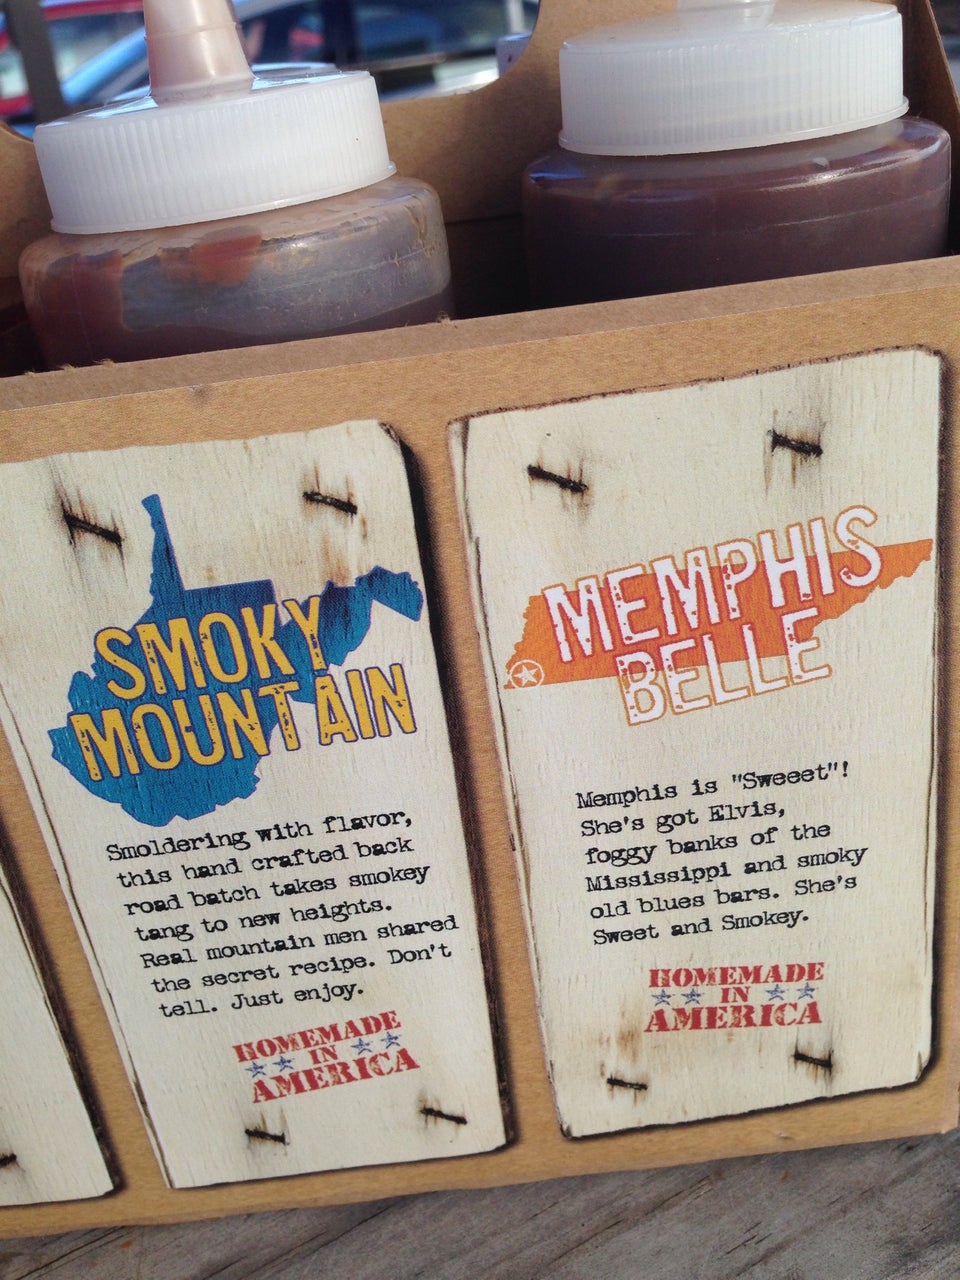 SMOKY
MOUNTAIN
Smoldering with flavor,
this hand crafted back
road batch takes smokey
tang to new heights.
Real mountain men shared
the secret recipe. Don't
tell. Just enjoy.
HOMEMADE
IN
AMERICA
MEMPHIS
BELLE
Memphis is "Sweeet"!
She's got Elvis,
foggy banks of the
Mississippi and smoky
old blues bars. She's
Sweet and Smokey.
HOMEMADE
IN
AMERICA